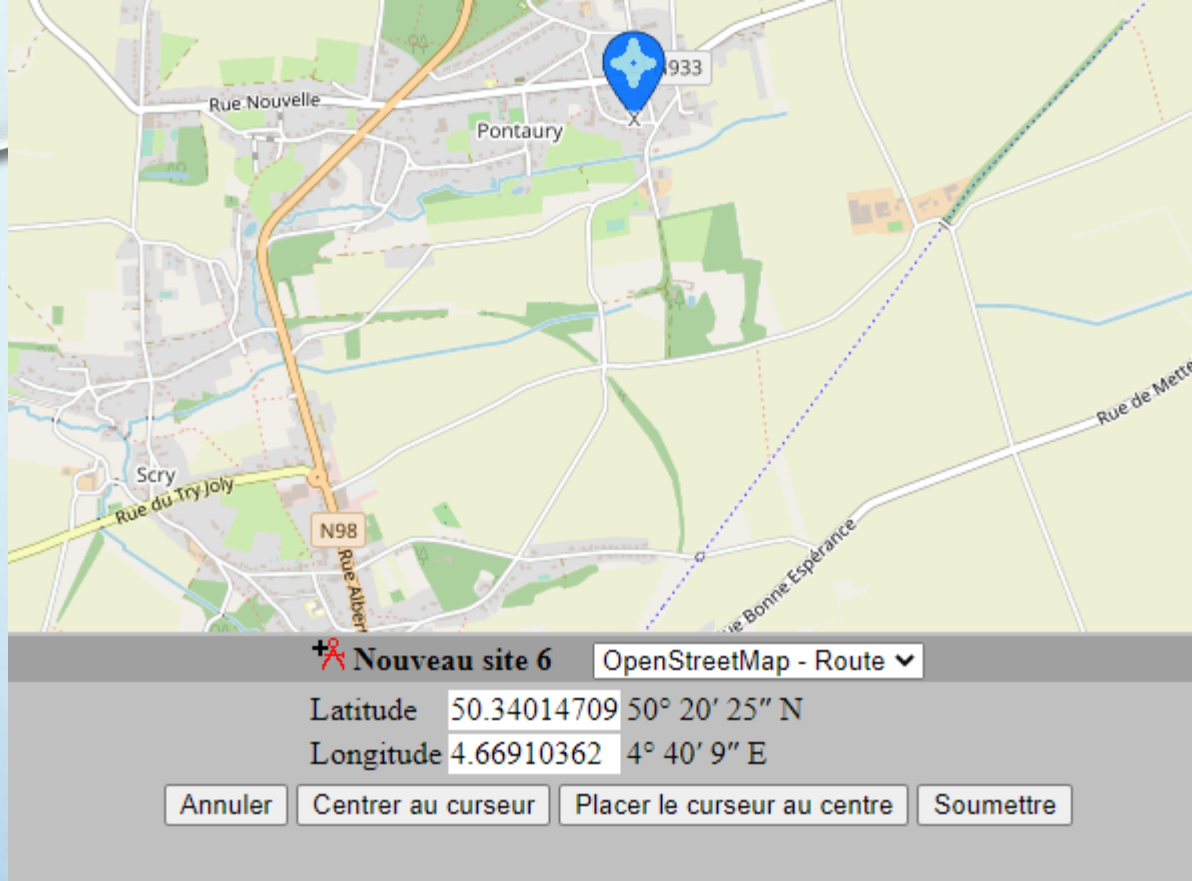 N933
Rue Nouvelle
Pontaury
Rue de Mette
Scry
Rue du Try Joly
N98
Rue Bonne Espérance
Rue Alber
Nouveau site 6 OpenStreetMap - Route
Latitude 50.34014709 50° 20′ 25″ N
Longitude 4.66910362 4° 40′ 9″ E
Annuler Centrer au curseur Placer le curseur au centre Soumettre